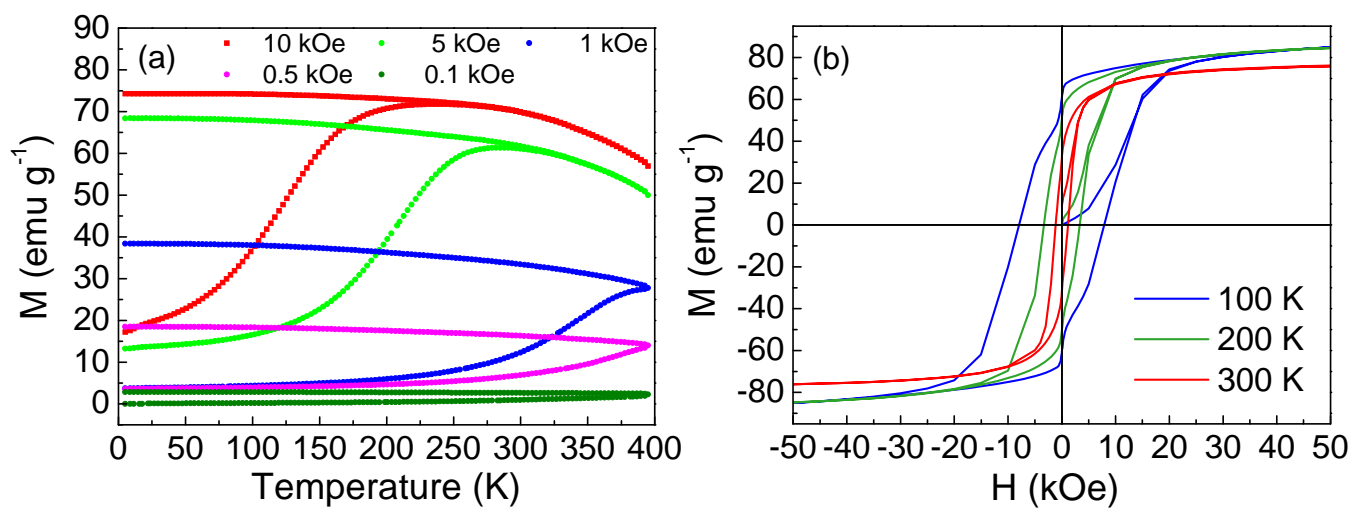 (a)
10 kOe 5 kOe 1 kOe
0.5 kOe 0.1 kOe
90
80
70
60
50
40
30
20
10
0
M (emu g-1)
0 50 100 150 200 250 300 350 400
Temperature (K)
(b)
80
60
40
20
0
-20
-40
-60
-80
M (emu g-1)
100 K
200 K
300 K
-50 -40 -30 -20 -10 0 10 20 30 40 50
H (kOe)